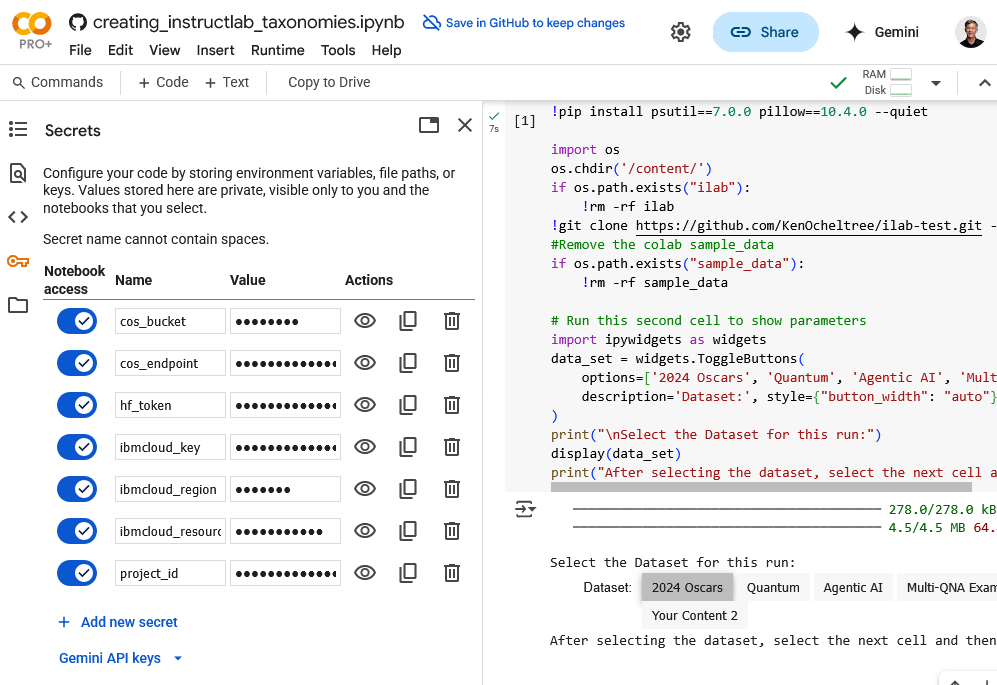 creating_instructlab_taxonomies.ipynb
Save in GitHub to keep changes
Share
Gemini
PRO+
File Edit View Insert Runtime Tools Help
Commands + Code + Text Copy to Drive
RAM
Disk
Secrets
Configure your code by storing environment variables, file paths, or
keys. Values stored here are private, visible only to you and the
notebooks that you select.
Secret name cannot contain spaces.
Notebook
access
Name Value Actions
cos_bucket ••••••••
cos_endpoint •••••••••••••
hf_token •••••••••••••
ibmcloud_key •••••••••••••
ibmcloud_region •••••••
ibmcloud_resourc •••••••••••
project_id •••••••••••••
+ Add new secret
Gemini API keys
7s
[1]
!pip install psutil==7.0.0 pillow==10.4.0 --quiet
import os
os.chdir('/content/')
if os.path.exists("ilab"):
!rm -rf ilab
!git clone https://github.com/KenOcheltree/ilab-test.git -
#Remove the colab sample_data
if os.path.exists("sample_data"):
!rm -rf sample_data
# Run this second cell to show parameters
import ipywidgets as widgets
data_set = widgets.ToggleButtons(
options=['2024 Oscars', 'Quantum', 'Agentic AI', 'Mult
description='Dataset:', style={"button_width": "auto"}
)
print("\nSelect the Dataset for this run:")
display(data_set)
print("After selecting the dataset, select the next cell a
278.0/278.0 kB
4.5/4.5 MB 64.
Select the Dataset for this run:
Dataset: 2024 Oscars Quantum Agentic AI Multi-QNA Exam
Your Content 2
After selecting the dataset, select the next cell and then